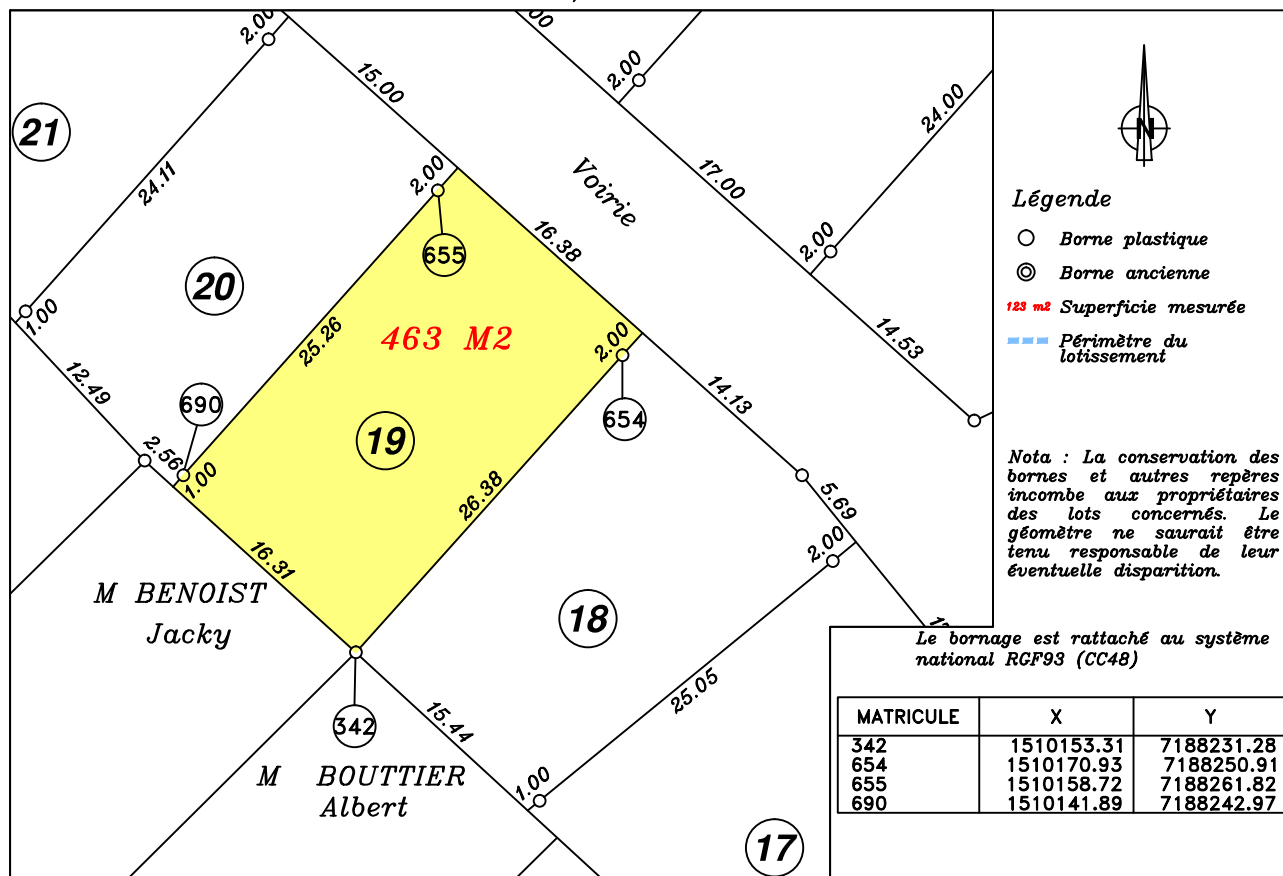 2.00
15.00
21
24.11
1.00
20
12.49
2.56
690
1.00
25.26
2.00
655
463 M2
19
16.38
2.00
654
26.38
16.31
342
Voirie
.00
2.00
17.00
24.00
2.00
14.53
14.13
5.69
2.00
18
25.05
15.44
1.00
17
M BENOIST
Jacky
M BOUTTIER
Albert
N
Légende
Borne plastique
Borne ancienne
123 m2 Superficie mesurée
Périmètre du
lotissement
Nota : La conservation des
bornes et autres repères
incombe aux propriétaires
des lots concernés. Le
géomètre ne saurait être
tenu responsable de leur
éventuelle disparition.
Le bornage est rattaché au système
national RGF93 (CC48)
MATRICULE X Y
342 1510153.31 7188231.28
654 1510170.93 7188250.91
655 1510158.72 7188261.82
690 1510141.89 7188242.97